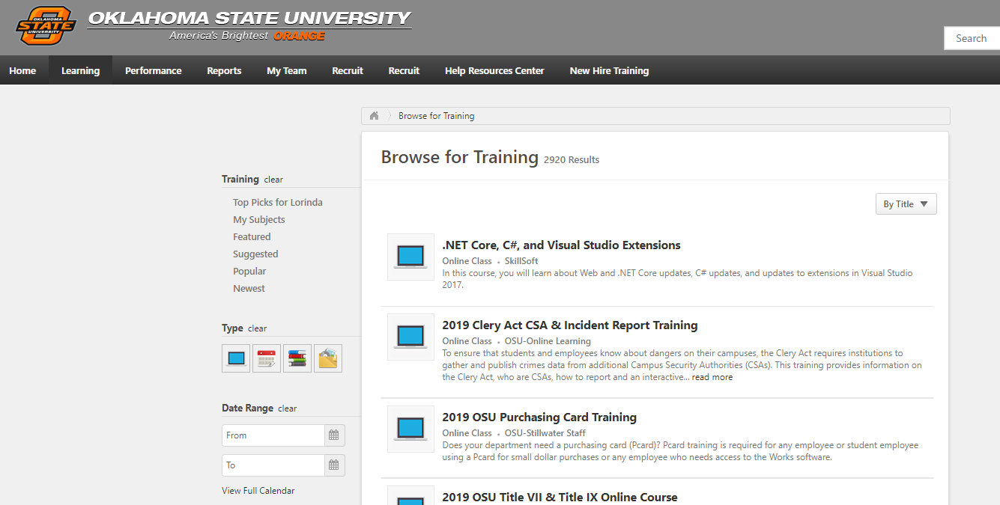 OKLAHOMA
STATE
UNIVERSITY
OKLAHOMA STATE UNIVERSITY
America's Brightest ORANGE
Search
Home Learning Performance Reports My Team Recruit Recruit Help Resources Center New Hire Training
Browse for Training
Browse for Training 2920 Results
Training clear
Top Picks for Lorinda
My Subjects
Featured
Suggested
Popular
Newest
Type clear
Date Range clear
From
To
View Full Calendar
By Title
.NET Core, C#, and Visual Studio Extensions
Online Class • SkillSoft
In this course, you will learn about Web and .NET Core updates, C# updates, and updates to extensions in Visual Studio
2017.
2019 Clery Act CSA & Incident Report Training
Online Class • OSU-Online Learning
To ensure that students and employees know about dangers on their campuses, the Clery Act requires institutions to
gather and publish crimes data from additional Campus Security Authorities (CSAs). This training provides information on
the Clery Act, who are CSAs, how to report and an interactive... read more
2019 OSU Purchasing Card Training
Online Class • OSU-Stillwater Staff
Does your department need a purchasing card (Pcard)? Pcard training is required for any employee or student employee
using a Pcard for small dollar purchases or any employee who needs access to the Works software.
2019 OSU Title VII & Title IX Online Course